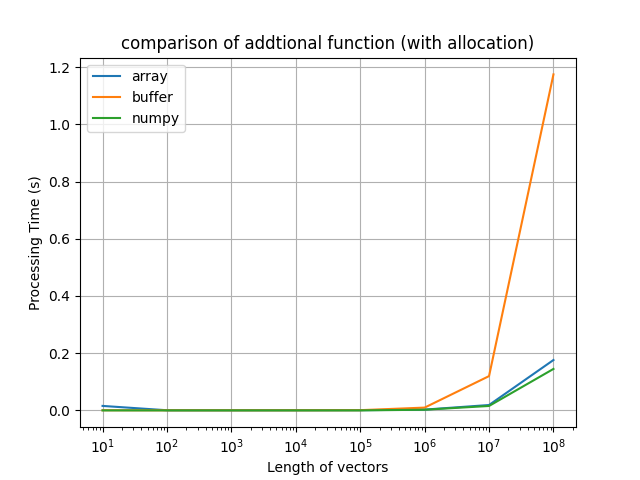 comparison of addtional function (with allocation)
array
buffer
numpy
1.2
1.0
0.8
0.6
0.4
0.2
0.0
Processing Time (s)
10¹ 10² 10³ 10⁴ 10⁵ 10⁶ 10⁷ 10⁸
Length of vectors